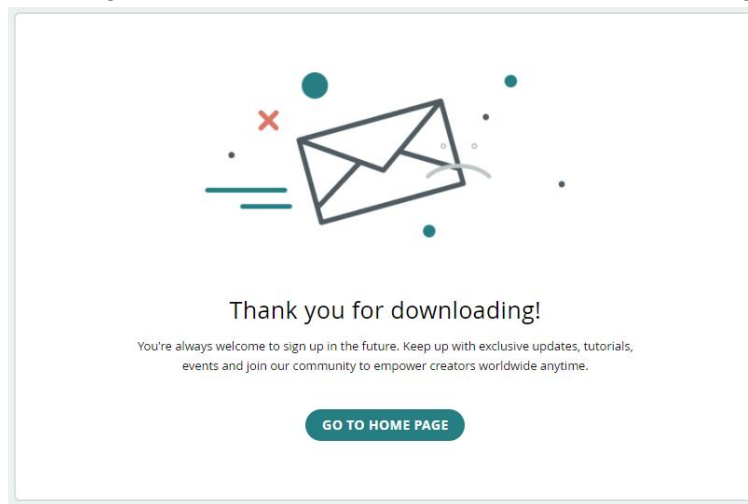 Thank you for downloading!
You're always welcome to sign up in the future. Keep up with exclusive updates, tutorials,
events and join our community to empower creators worldwide anytime.
GO TO HOME PAGE